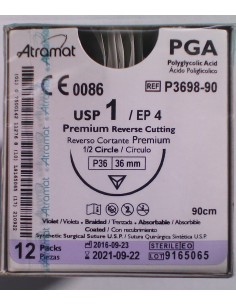 Atramat
PGA
Polyglycolic Acid
Ácido Poliglicólico
CE 0086
REF P3698-90
USP 1 / EP 4
Premium Reverse Cutting
Reverso Cortante Premium
1/2 Circle / Círculo
P36 36 mm
90cm
Violet / Violeta - Braided / Trenzada - Absorbable / Absorbible
Coated / Con recubrimiento
12 Packs
Piezas
2016-09-23
2021-09-22
STERILE EO
LOT 9165065
Synthetic Surgical Suture U.S.P. / Sutura Quirúrgica Sintética U.S.P.
Atramat